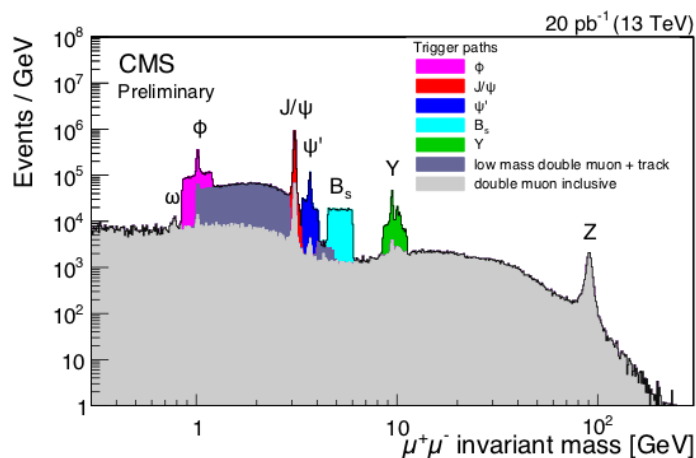 20 pb⁻¹ (13 TeV)
CMS
Preliminary
Trigger paths
ϕ
J/ψ
ψ'
Bₛ
Υ
low mass double muon + track
double muon inclusive
ω
Φ
J/ψ
ψ'
Bₛ
Υ
Z
Events / GeV
10⁸
10⁷
10⁶
10⁵
10⁴
10³
10²
10
1
1
10
10²
μ⁺μ⁻ invariant mass [GeV]